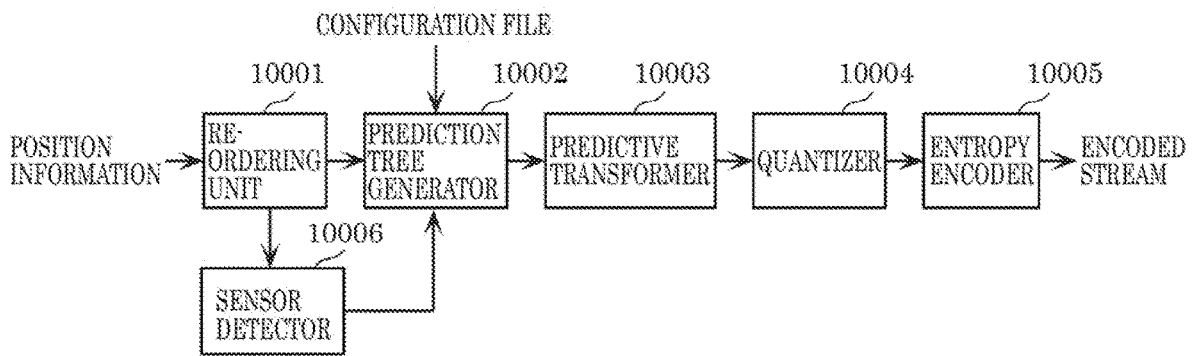 CONFIGURATION FILE
10001
10002
10003
10004
10005
POSITION
INFORMATION
RE-
ORDERING
UNIT
PREDICTION
TREE
GENERATOR
PREDICTIVE
TRANSFORMER
QUANTIZER
ENTROPY
ENCODER
ENCODED
STREAM
10006
SENSOR
DETECTOR